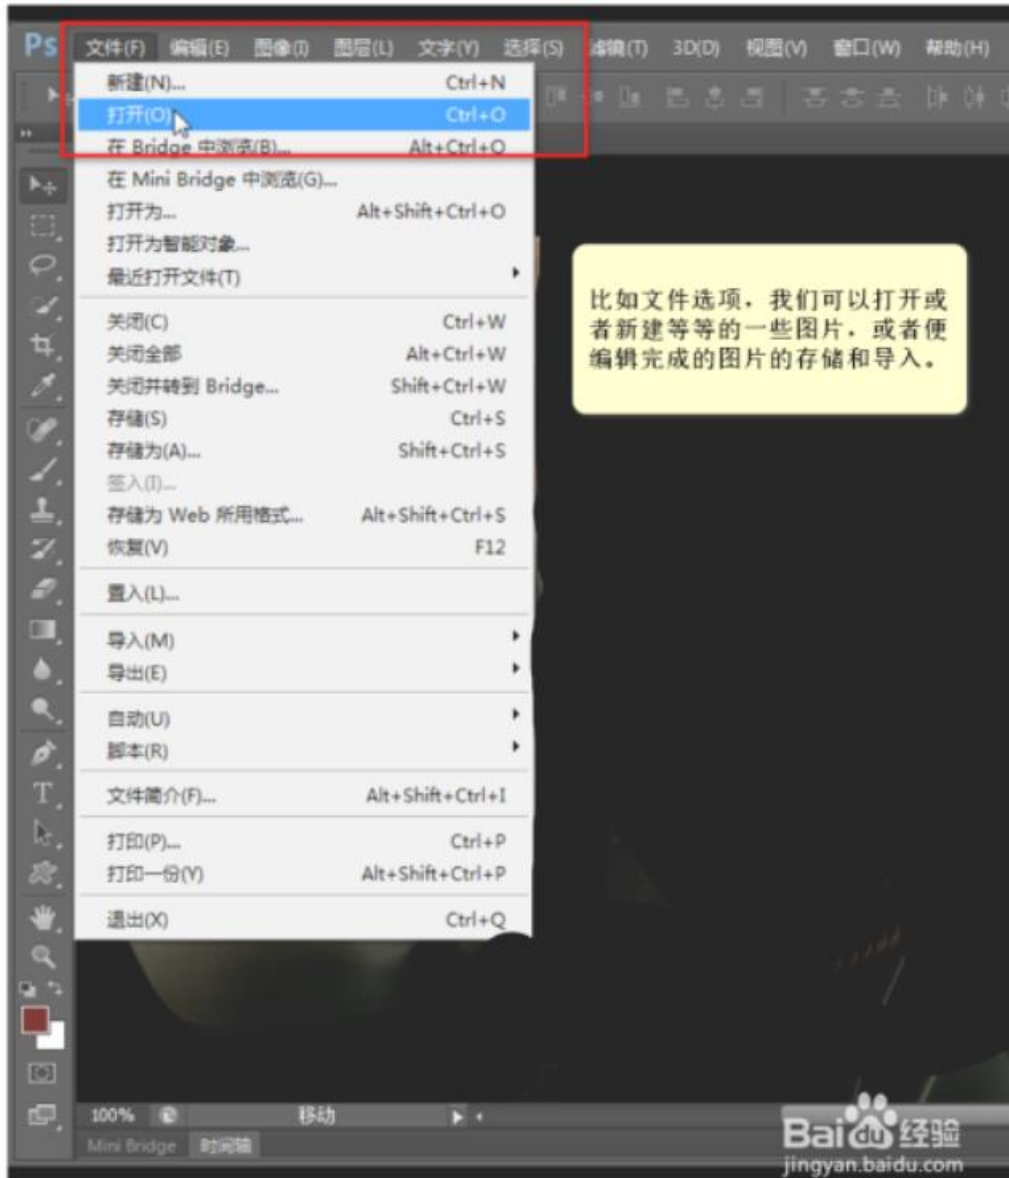 Ps 文件(F) 编辑(E) 图像(I) 图层(L) 文字(Y) 选择(S) 滤镜(T) 3D(D) 视图(V) 窗口(W) 帮助(H)
新建(N)... Ctrl+N
打开(O) Ctrl+O
在 Bridge 中浏览(B)... Alt+Ctrl+O
在 Mini Bridge 中浏览(G)...
打开为... Alt+Shift+Ctrl+O
打开为智能对象...
最近打开文件(T)
关闭(C) Ctrl+W
关闭全部 Alt+Ctrl+W
关闭并转到 Bridge... Shift+Ctrl+W
存储(S) Ctrl+S
存储为(A)... Shift+Ctrl+S
签入(I)...
存储为 Web 所用格式... Alt+Shift+Ctrl+S
恢复(V) F12
置入(L)...
导入(M)
导出(E)
自动(U)
脚本(R)
文件简介(F)... Alt+Shift+Ctrl+I
打印(P)... Ctrl+P
打印一份(Y) Alt+Shift+Ctrl+P
退出(X) Ctrl+Q
比如文件选项，我们可以打开或
者新建等等的一些图片，或者便
编辑完成的图片的存储和导入。
100% 移动
Mini Bridge 时间轴
Baidu 经验
jingyan.baidu.com